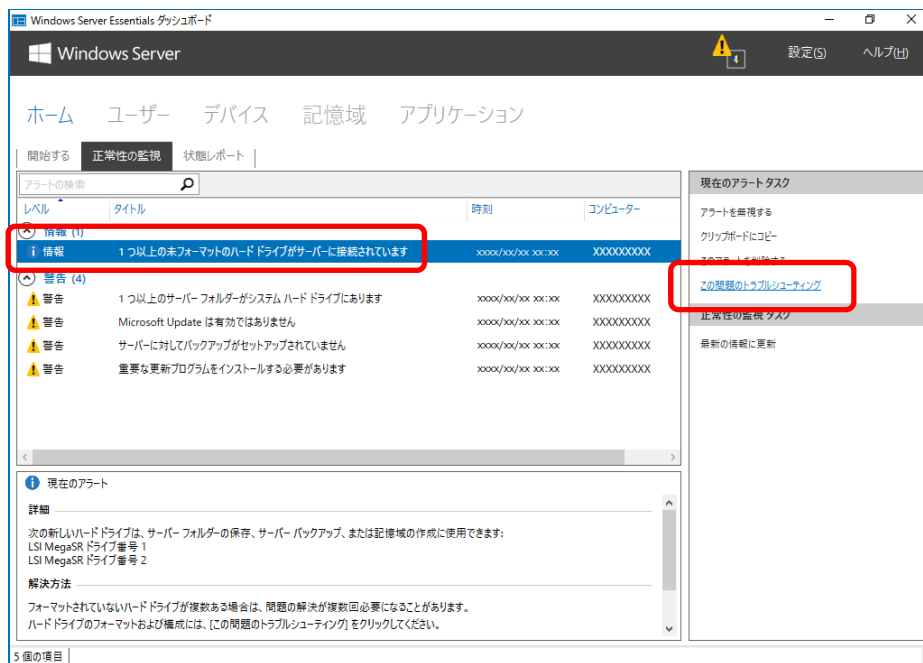 Windows Server Essentials ダッシュボード
Windows Server
4
設定(S)
ヘルプ(H)
ホーム ユーザー デバイス 記憶域 アプリケーション
開始する 正常性の監視 状態レポート
アラートの検索
レベル タイトル 時刻 コンピューター
情報 (1)
情報 1 つ以上の未フォーマットのハード ドライブがサーバーに接続されています xxxx/xx/xx xx:xx XXXXXXXXX
警告 (4)
警告 1 つ以上のサーバー フォルダーがシステム ハード ドライブにあります xxxx/xx/xx xx:xx XXXXXXXXX
警告 Microsoft Update は有効ではありません xxxx/xx/xx xx:xx XXXXXXXXX
警告 サーバーに対してバックアップがセットアップされていません xxxx/xx/xx xx:xx XXXXXXXXX
警告 重要な更新プログラムをインストールする必要があります xxxx/xx/xx xx:xx XXXXXXXXX
現在のアラート タスク
アラートを無視する
クリップボードにコピー
このアラートを削除する
この問題のトラブルシューティング
正常性の監視 タスク
最新の情報に更新
現在のアラート
詳細
次の新しいハード ドライブは、サーバー フォルダーの保存、サーバー バックアップ、または記憶域の作成に使用できます:
LSI MegaSR ドライブ番号 1
LSI MegaSR ドライブ番号 2
解決方法
フォーマットされていないハード ドライブが複数ある場合は、問題の解決が複数回必要になることがあります。
ハード ドライブのフォーマットおよび構成には、[この問題のトラブルシューティング] をクリックしてください。
5 個の項目